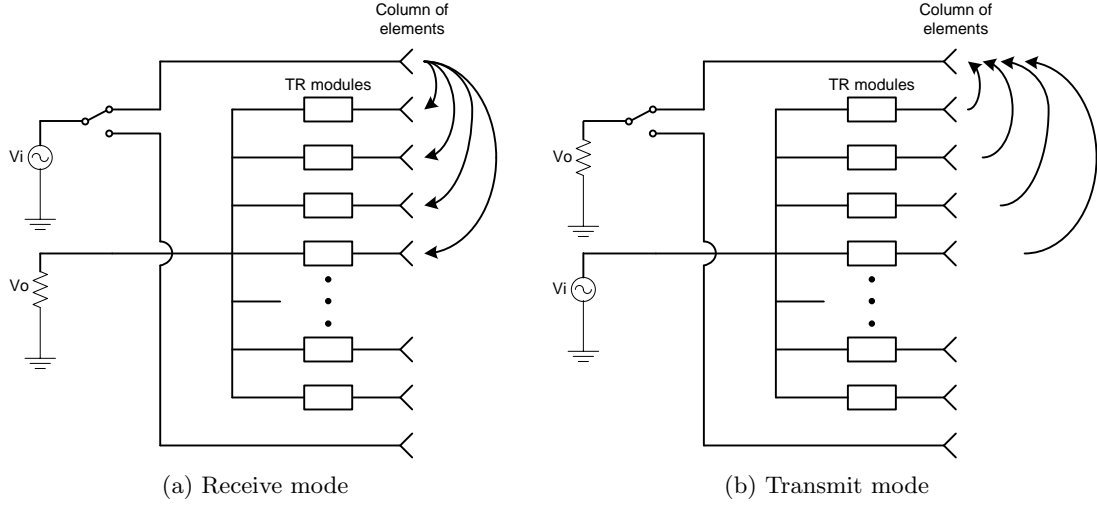 Column of
elements
TR modules
Vi
Vo
(a) Receive mode
Column of
elements
TR modules
Vo
Vi
(b) Transmit mode